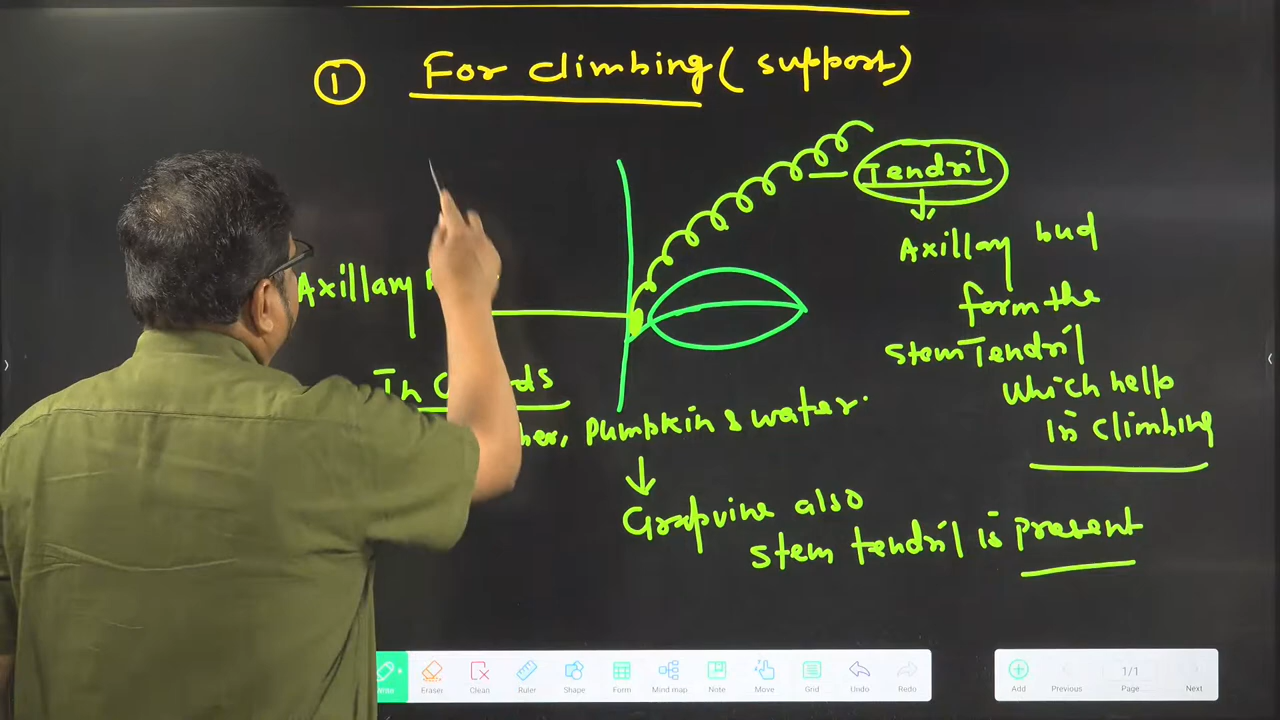 ① For climbing (support)
Tendril
Axillary bud
form the
stem Tendril
which help
in climbing
Axillary
In
Pumpkin & water.
Grapvine also
stem tendril is present
Write
Eraser
Clean
Ruler
Shape
Form
Mind map
Note
Move
Grid
Undo
Redo
Add
Previous
1/1
Page
Next